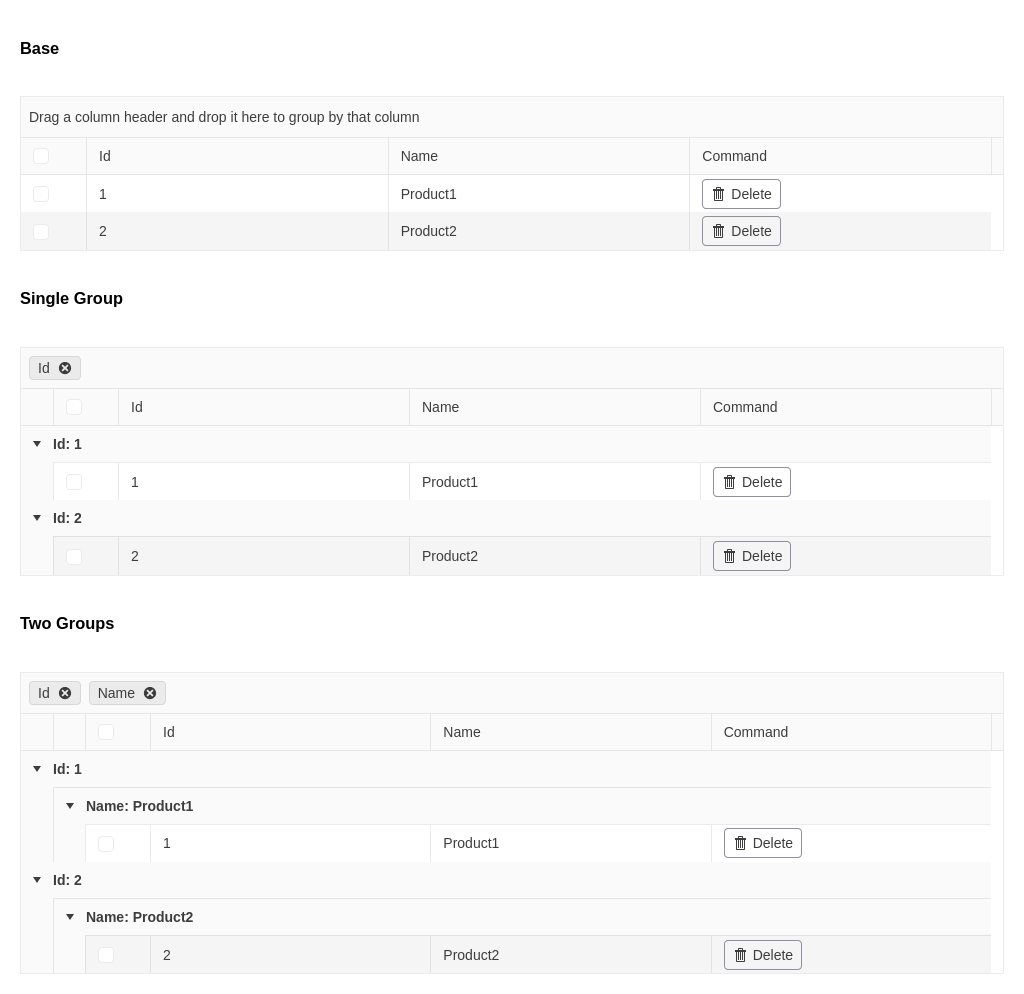 Base
Drag a column header and drop it here to group by that column
Id Name Command
1 Product1 Delete
2 Product2 Delete
Single Group
Id
Id Name Command
Id: 1
1 Product1 Delete
Id: 2
2 Product2 Delete
Two Groups
Id Name
Id Name Command
Id: 1
Name: Product1
1 Product1 Delete
Id: 2
Name: Product2
2 Product2 Delete